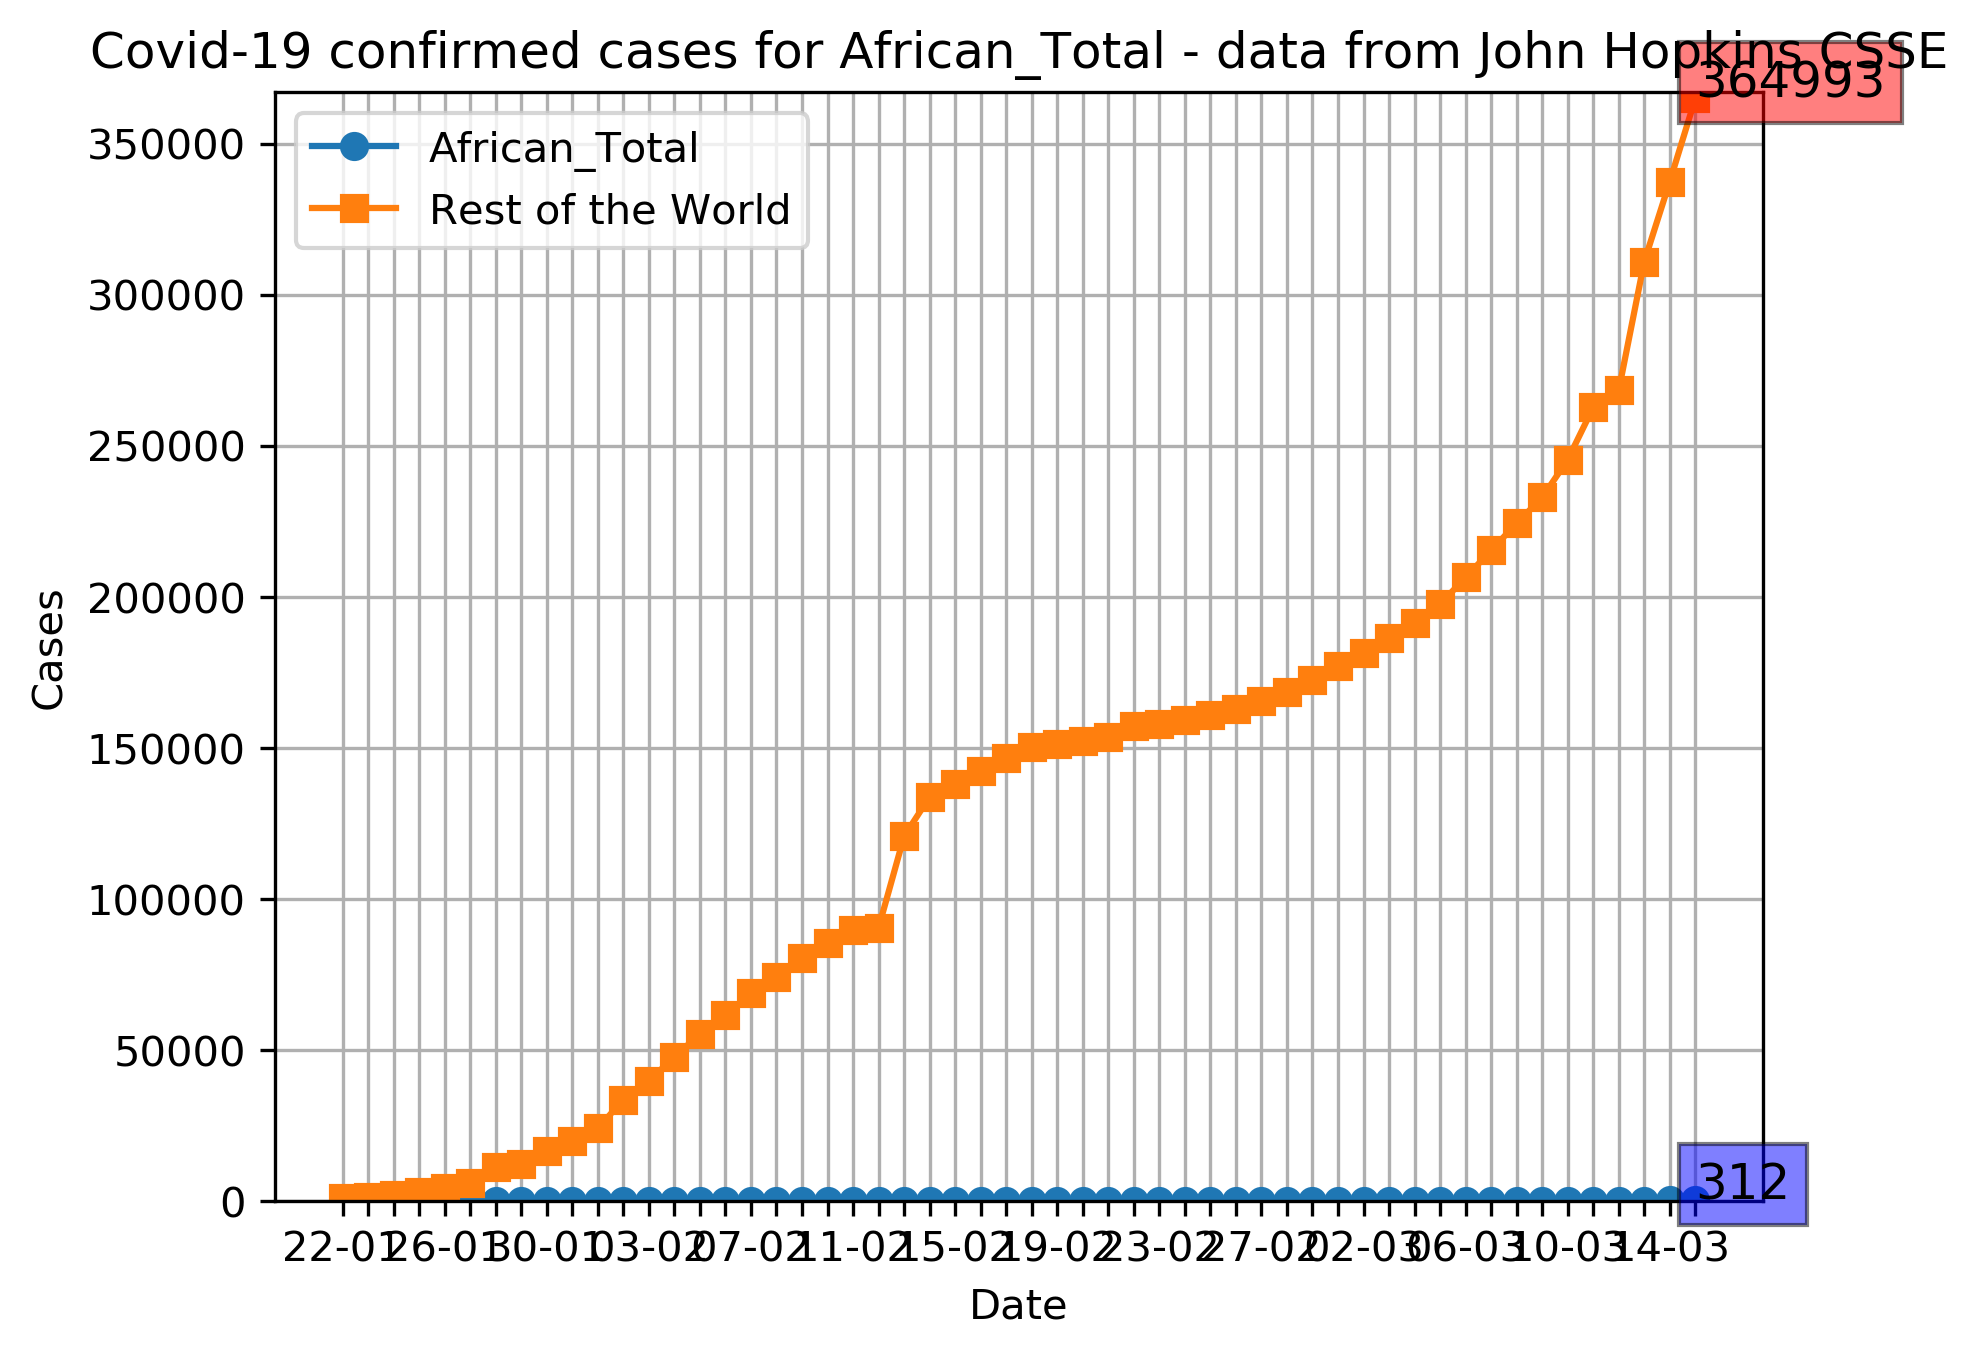 Covid-19 confirmed cases for African_Total - data from John Hopkins CSSE
364993
African_Total
Rest of the World
350000
300000
250000
200000
150000
100000
50000
0
Cases
312
22-01 26-01 30-01 03-02 07-02 11-02 15-02 19-02 23-02 27-02 02-03 06-03 10-03 14-03
Date